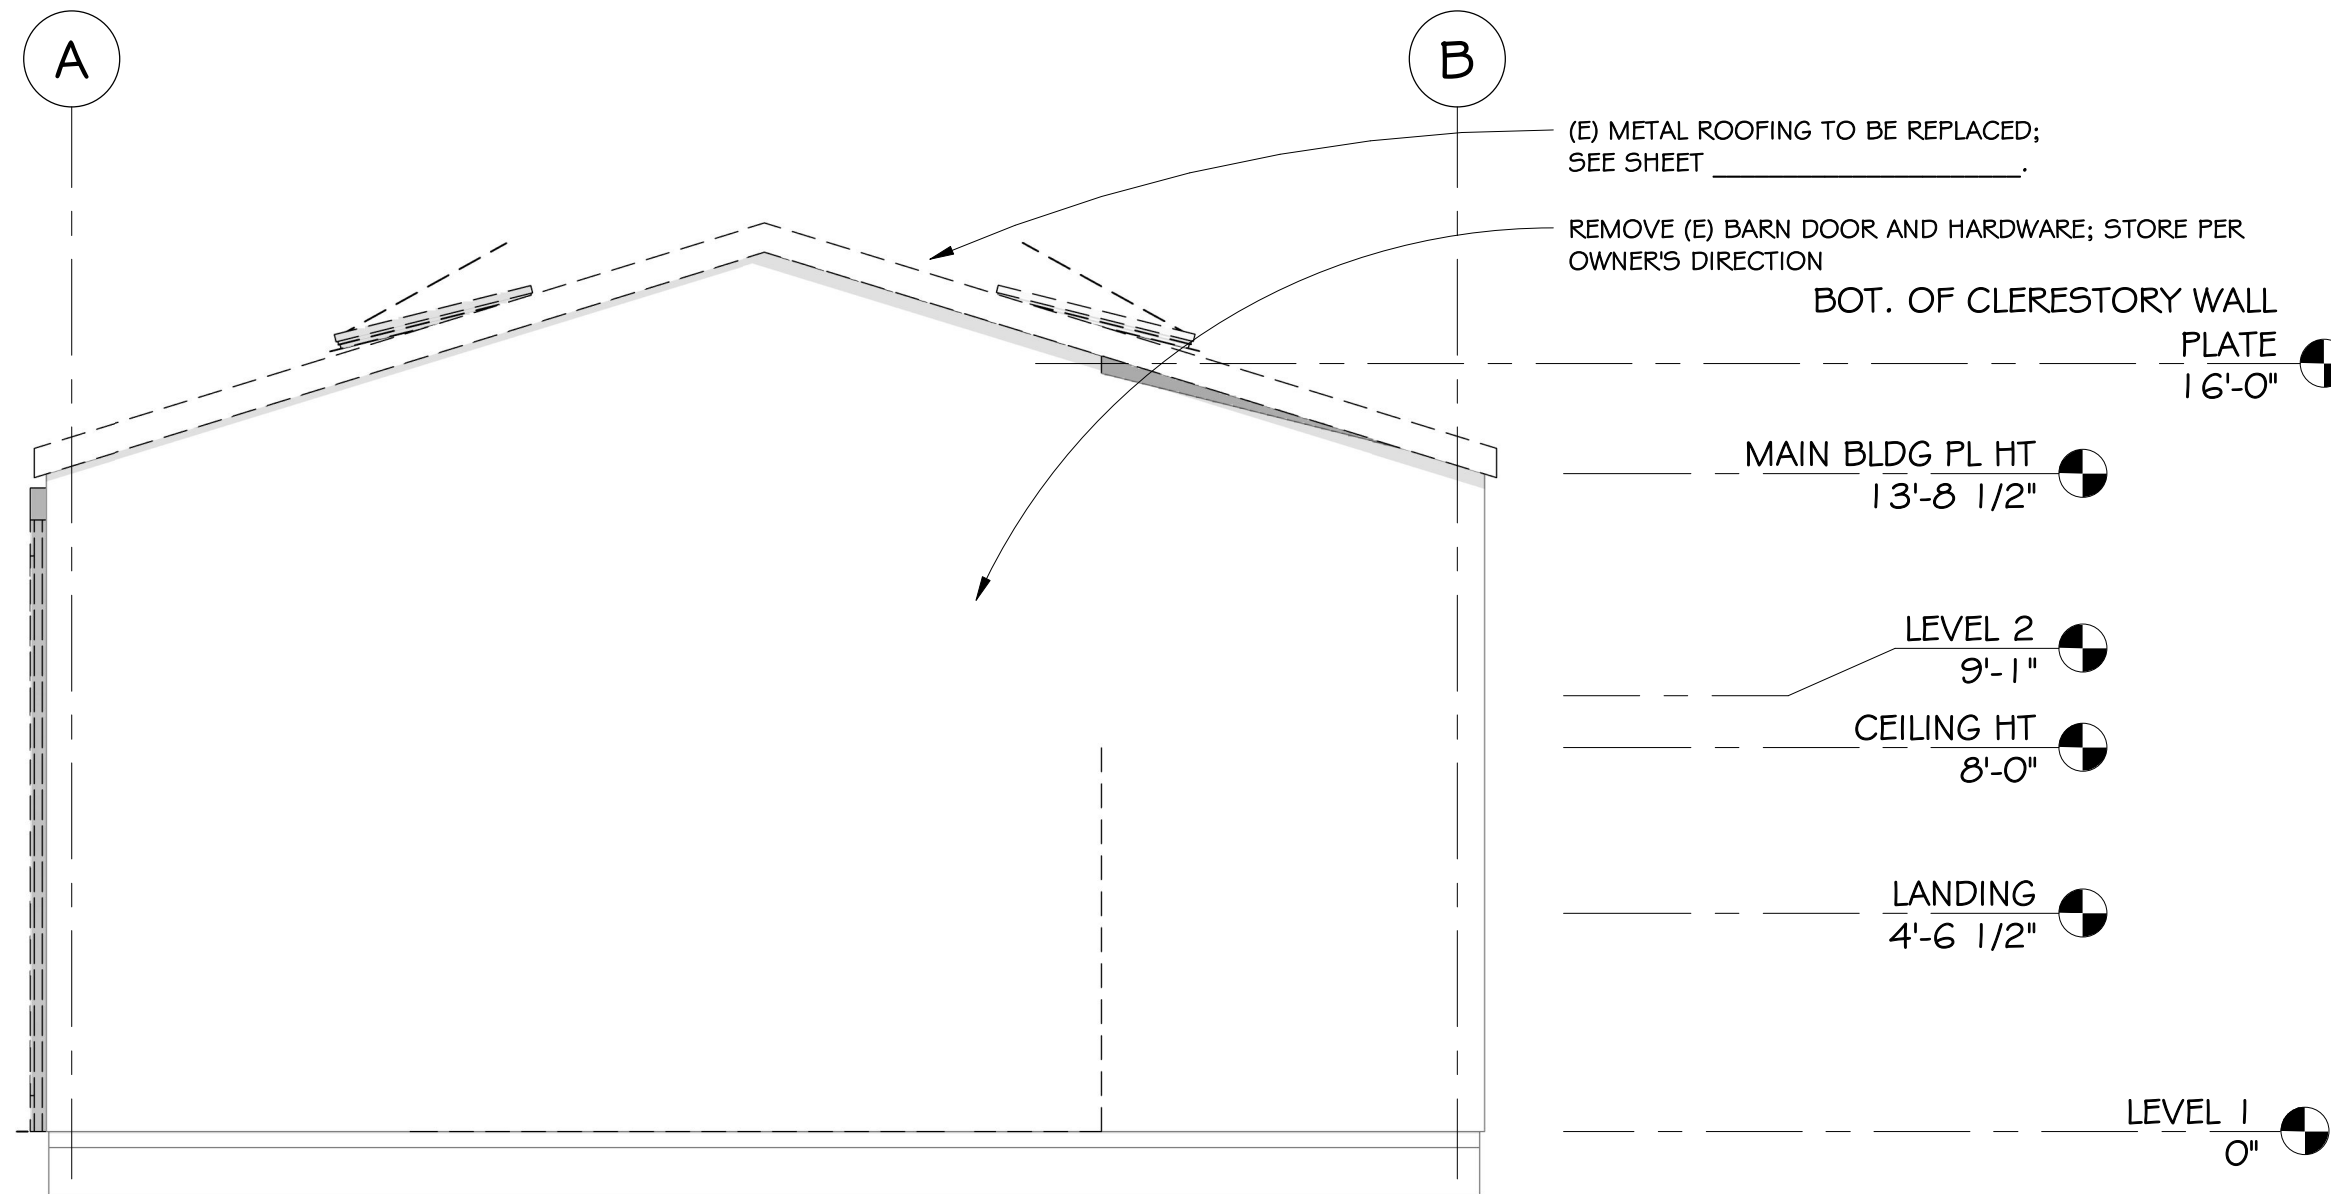 A
B
(E) METAL ROOFING TO BE REPLACED;
SEE SHEET ______________________.
REMOVE (E) BARN DOOR AND HARDWARE; STORE PER
OWNER'S DIRECTION
BOT. OF CLERESTORY WALL
PLATE
16'-0"
MAIN BLDG PL HT
13'-8 1/2"
LEVEL 2
9'-1"
CEILING HT
8'-0"
LANDING
4'-6 1/2"
LEVEL 1
0"